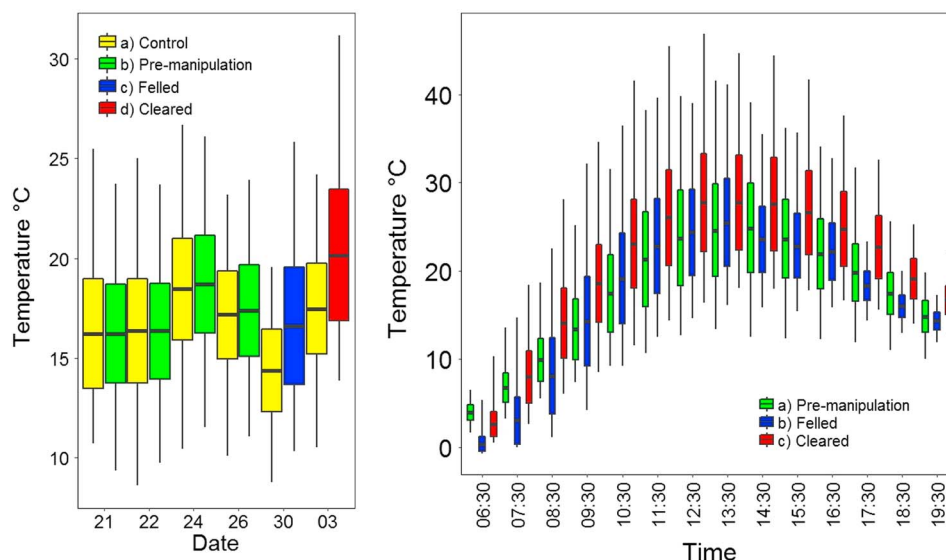 30
25
20
15
10
Temperature °C
a) Control
b) Pre-manipulation
c) Felled
d) Cleared
21 22 24 26 30 03
Date
40
30
20
10
0
Temperature °C
a) Pre-manipulation
b) Felled
c) Cleared
06:30
07:30
08:30
09:30
10:30
11:30
12:30
13:30
14:30
15:30
16:30
17:30
18:30
19:30
Time